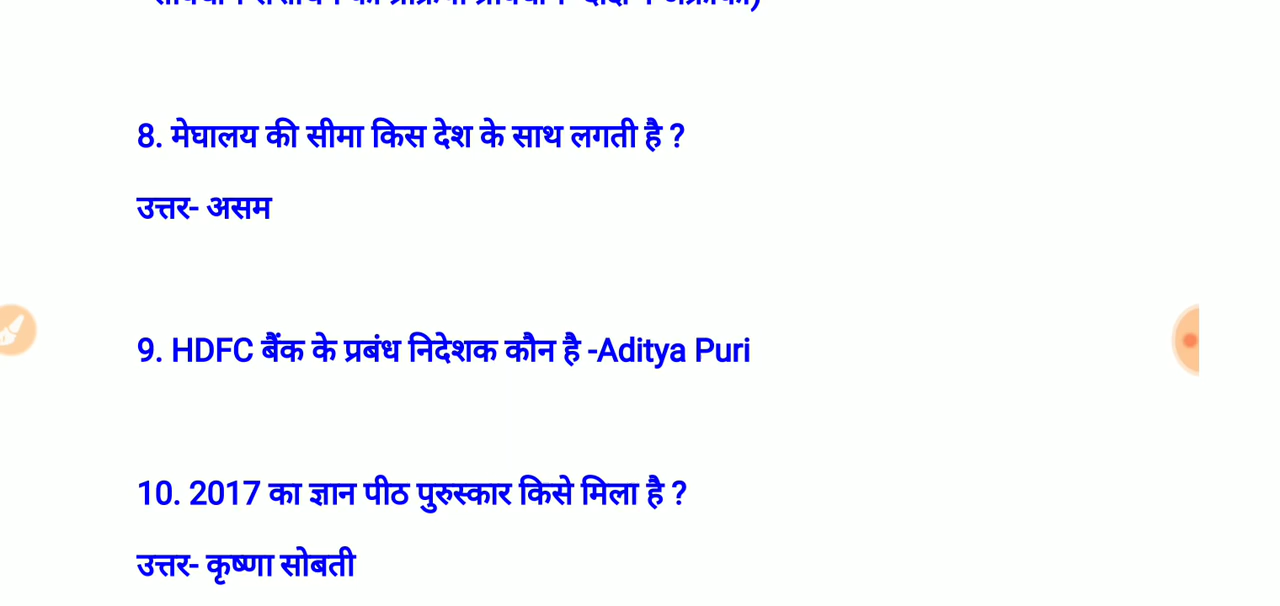 8. मेघालय की सीमा किस देश के साथ लगती है ?
उत्तर- असम
9. HDFC बैंक के प्रबंध निदेशक कौन है -Aditya Puri
10. 2017 का ज्ञान पीठ पुरुस्कार किसे मिला है ?
उत्तर- कृष्णा सोबती